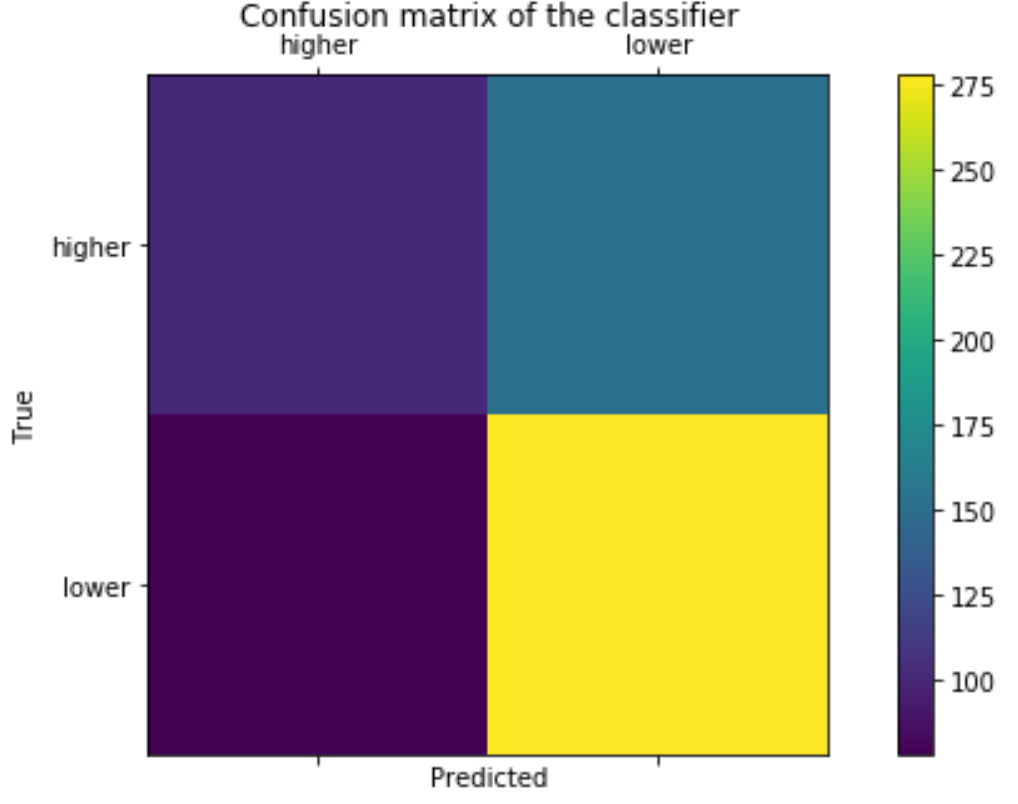 Confusion matrix of the classifier
higher lower
higher
lower
True
Predicted
275
250
225
200
175
150
125
100